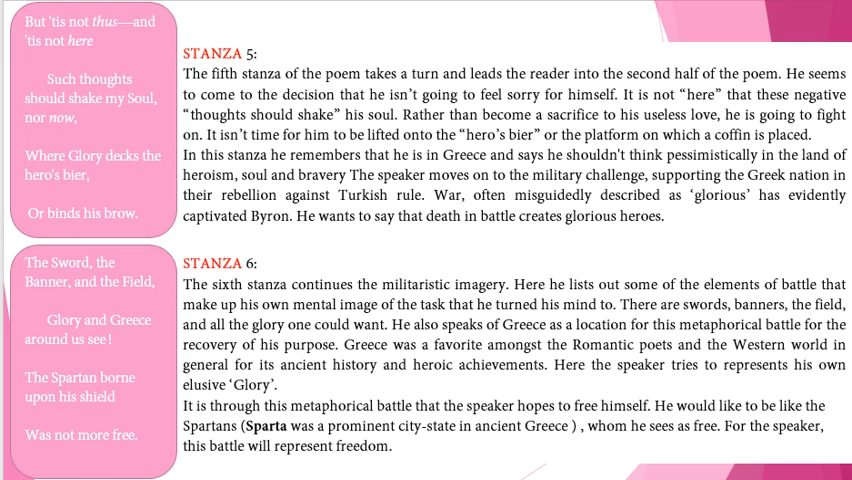 But 'tis not thus—and
'tis not here
Such thoughts
should shake my Soul,
nor now,
Where Glory decks the
hero's bier,
Or binds his brow.
STANZA 5:
The fifth stanza of the poem takes a turn and leads the reader into the second half of the poem. He seems
to come to the decision that he isn't going to feel sorry for himself. It is not “here” that these negative
“thoughts should shake” his soul. Rather than become a sacrifice to his useless love, he is going to fight
on. It isn't time for him to be lifted onto the “hero's bier” or the platform on which a coffin is placed.
In this stanza he remembers that he is in Greece and says he shouldn't think pessimistically in the land of
heroism, soul and bravery The speaker moves on to the military challenge, supporting the Greek nation in
their rebellion against Turkish rule. War, often misguidedly described as ‘glorious’ has evidently
captivated Byron. He wants to say that death in battle creates glorious heroes.
The Sword, the
Banner, and the Field,
Glory and Greece
around us see!
The Spartan borne
upon his shield
Was not more free.
STANZA 6:
The sixth stanza continues the militaristic imagery. Here he lists out some of the elements of battle that
make up his own mental image of the task that he turned his mind to. There are swords, banners, the field,
and all the glory one could want. He also speaks of Greece as a location for this metaphorical battle for the
recovery of his purpose. Greece was a favorite amongst the Romantic poets and the Western world in
general for its ancient history and heroic achievements. Here the speaker tries to represents his own
elusive ‘Glory’.
It is through this metaphorical battle that the speaker hopes to free himself. He would like to be like the
Spartans (Sparta was a prominent city-state in ancient Greece ) , whom he sees as free. For the speaker,
this battle will represent freedom.